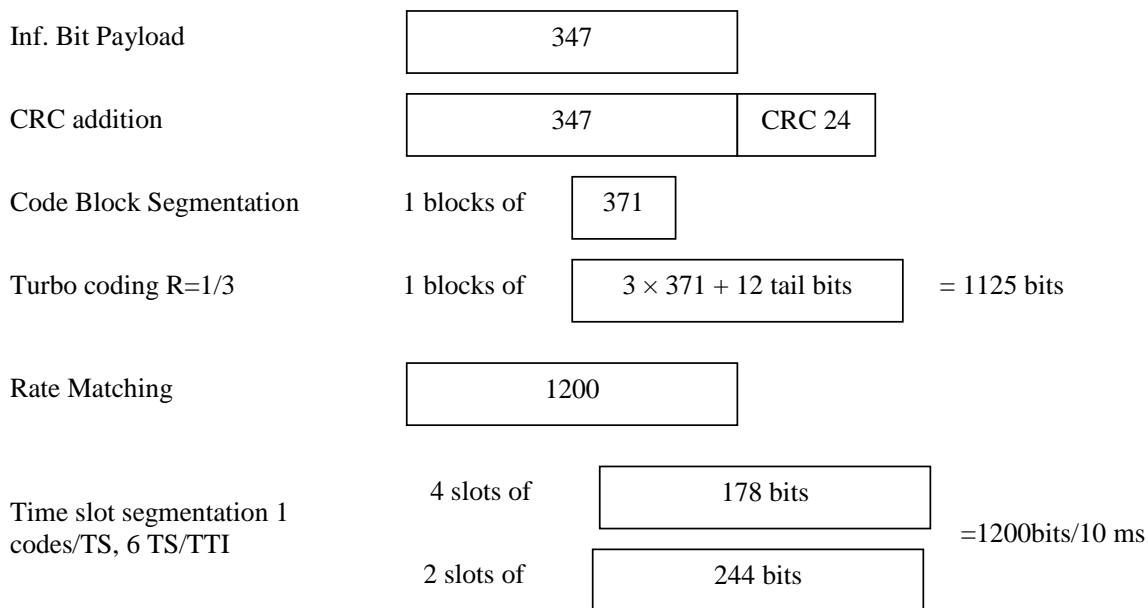 Inf. Bit Payload
347
CRC addition
347
CRC 24
Code Block Segmentation
1 blocks of
371
Turbo coding R=1/3
1 blocks of
3 × 371 + 12 tail bits
= 1125 bits
Rate Matching
1200
Time slot segmentation 1
codes/TS, 6 TS/TTI
4 slots of
178 bits
2 slots of
244 bits
=1200bits/10 ms